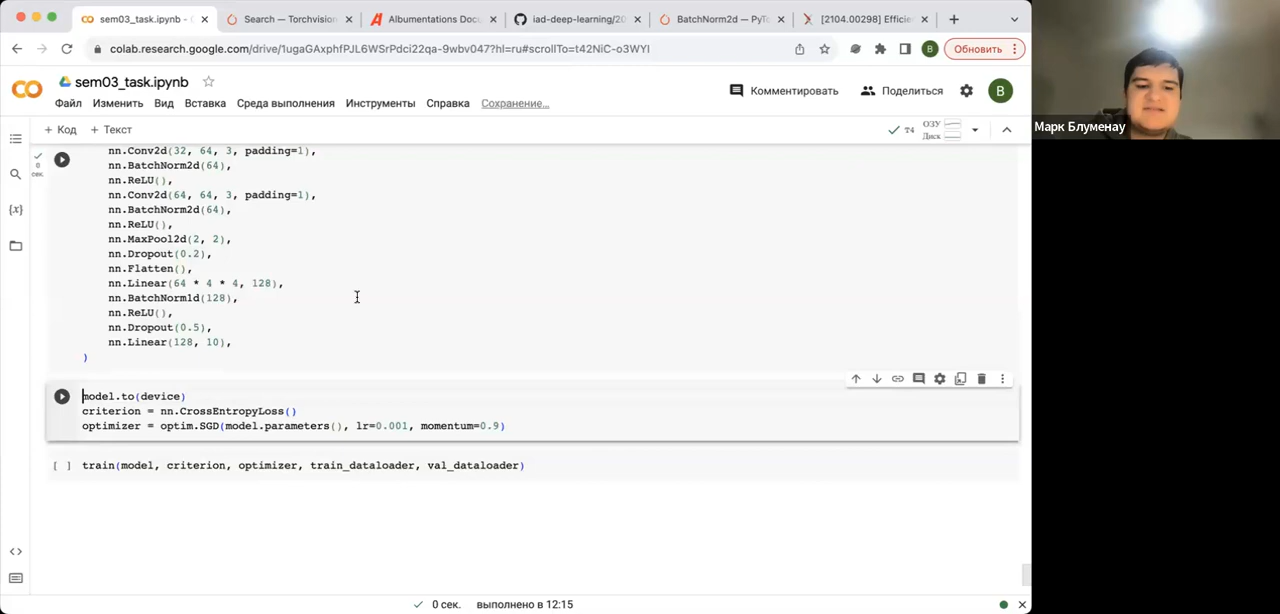 sem03_task.ipynb -
Search — Torchvision
Albumentations Docu
iad-deep-learning/20
BatchNorm2d — PyTo
[2104.00298] Efficie
colab.research.google.com/drive/1ugaGAxphfPJL6WSrPdci22qa-9wbv047?hl=ru#scrollTo=t42NiC-o3WYI
B
Обновить
sem03_task.ipynb
Комментировать
Поделиться
B
Файл Изменить Вид Вставка Среда выполнения Инструменты Справка Сохранение...
+ Код + Текст
T4
ОЗУ
Диск
0
сек.
nn.Conv2d(32, 64, 3, padding=1),
nn.BatchNorm2d(64),
nn.ReLU(),
nn.Conv2d(64, 64, 3, padding=1),
nn.BatchNorm2d(64),
nn.ReLU(),
nn.MaxPool2d(2, 2),
nn.Dropout(0.2),
nn.Flatten(),
nn.Linear(64 * 4 * 4, 128),
nn.BatchNorm1d(128),
nn.ReLU(),
nn.Dropout(0.5),
nn.Linear(128, 10),
)
model.to(device)
criterion = nn.CrossEntropyLoss()
optimizer = optim.SGD(model.parameters(), lr=0.001, momentum=0.9)
[ ] train(model, criterion, optimizer, train_dataloader, val_dataloader)
0 сек. выполнено в 12:15
Марк Блуменау